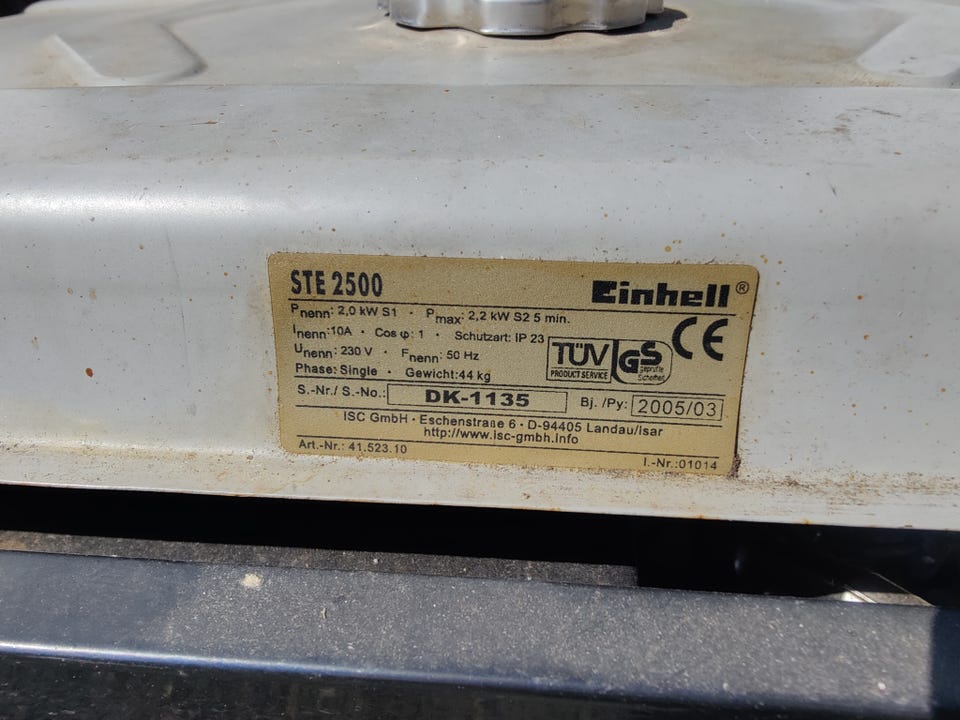 STE 2500
Einhell®
Pnenn: 2,0 kW S1 · Pmax: 2,2 kW S2 5 min.
Inenn: 10A · Cos φ: 1 · Schutzart: IP 23
Unenn: 230 V · Fnenn: 50 Hz
Phase: Single · Gewicht: 44 kg
TÜV
PRODUCT SERVICE
GS
geprüfte
Sicherheit
CE
S.-Nr./ S.-No.: DK-1135 Bj. /Py: 2005/03
ISC GmbH · Eschenstraße 6 · D-94405 Landau/Isar
http://www.isc-gmbh.info
Art.-Nr.: 41.523.10 I.-Nr.:01014